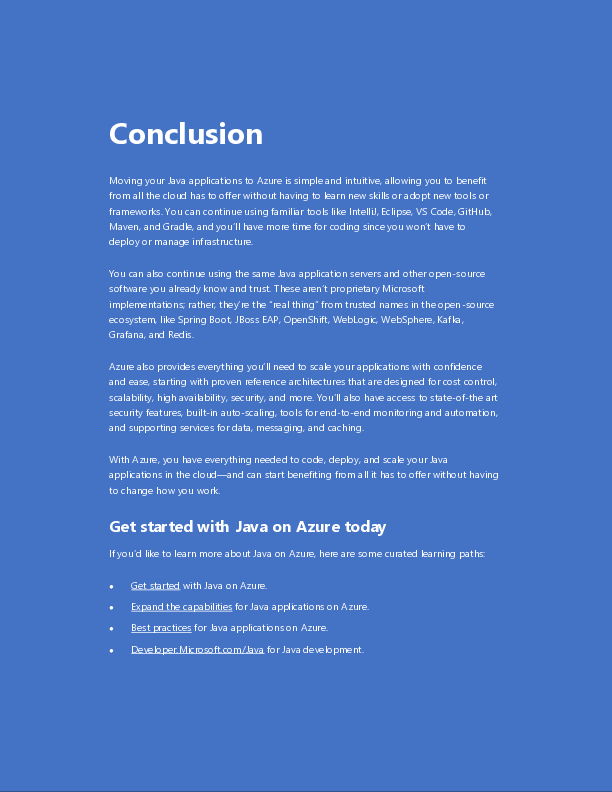 Conclusion
Moving your Java applications to Azure is simple and intuitive, allowing you to benefit
from all the cloud has to offer without having to learn new skills or adopt new tools or
frameworks. You can continue using familiar tools like IntelliJ, Eclipse, VS Code, GitHub,
Maven, and Gradle, and you'll have more time for coding since you won't have to
deploy or manage infrastructure.
You can also continue using the same Java application servers and other open-source
software you already know and trust. These aren't proprietary Microsoft
implementations; rather, they're the "real thing" from trusted names in the open-source
ecosystem, like Spring Boot, JBoss EAP, OpenShift, WebLogic, WebSphere, Kafka,
Grafana, and Redis.
Azure also provides everything you'll need to scale your applications with confidence
and ease, starting with proven reference architectures that are designed for cost control,
scalability, high availability, security, and more. You'll also have access to state-of-the art
security features, built-in auto-scaling, tools for end-to-end monitoring and automation,
and supporting services for data, messaging, and caching.
With Azure, you have everything needed to code, deploy, and scale your Java
applications in the cloud—and can start benefiting from all it has to offer without having
to change how you work.
Get started with Java on Azure today
If you'd like to learn more about Java on Azure, here are some curated learning paths:
• Get started with Java on Azure.
• Expand the capabilities for Java applications on Azure.
• Best practices for Java applications on Azure.
• Developer.Microsoft.com/Java for Java development.